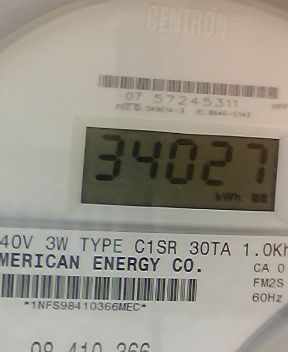 CENTRON®
07 57245311
34027
kWh
40V 3W TYPE C1SR 30TA 1.0Kh
MERICAN ENERGY CO.
CA 0
FM2S
60Hz
*1NFS98410366MEC*
98 410 366